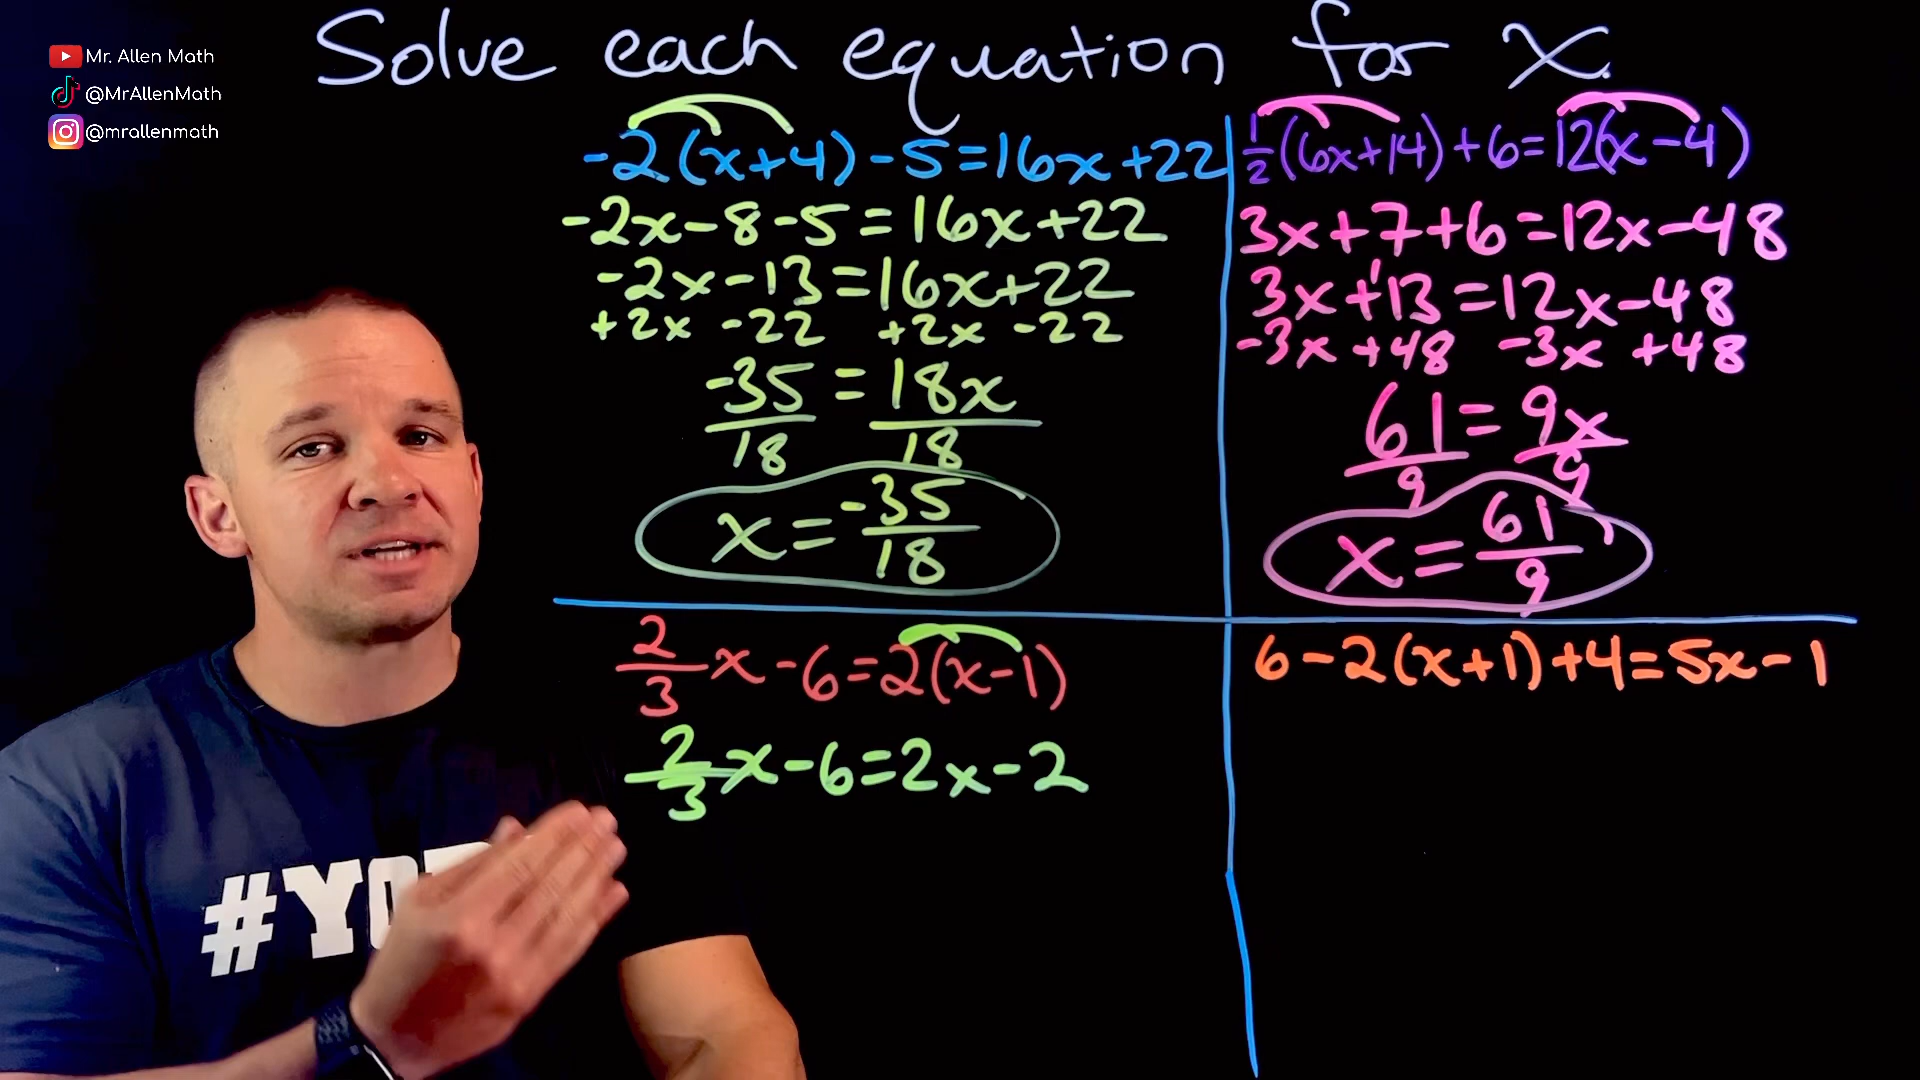 Mr. Allen Math
@MrAllenMath
@mrallenmath
Solve each equation for x.
-2(x+4)-5=16x+22
-2x-8-5=16x+22
-2x-13=16x+22
+2x -22 +2x -22
-35/18 = 18x/18
x = -35/18
1/2(6x+14)+6=12(x-4)
3x+7+6=12x-48
3x+13=12x-48
-3x +48 -3x +48
61/9 = 9x/9
x = 61/9
2/3x-6=2(x-1)
2/3x-6=2x-2
6-2(x+1)+4=5x-1